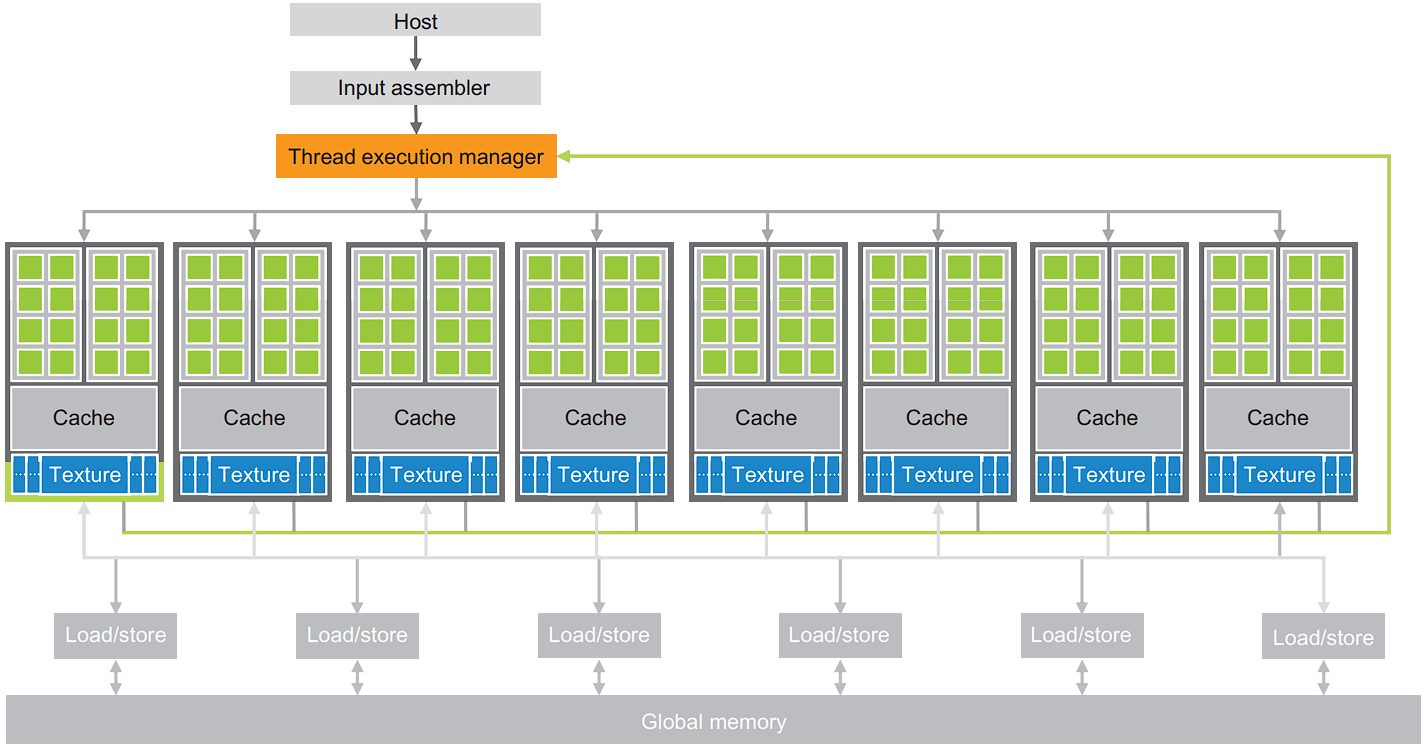 Host
Input assembler
Thread execution manager
Cache Cache Cache Cache Cache Cache Cache Cache
Texture Texture Texture Texture Texture Texture Texture Texture
Load/store Load/store Load/store Load/store Load/store Load/store
Global memory